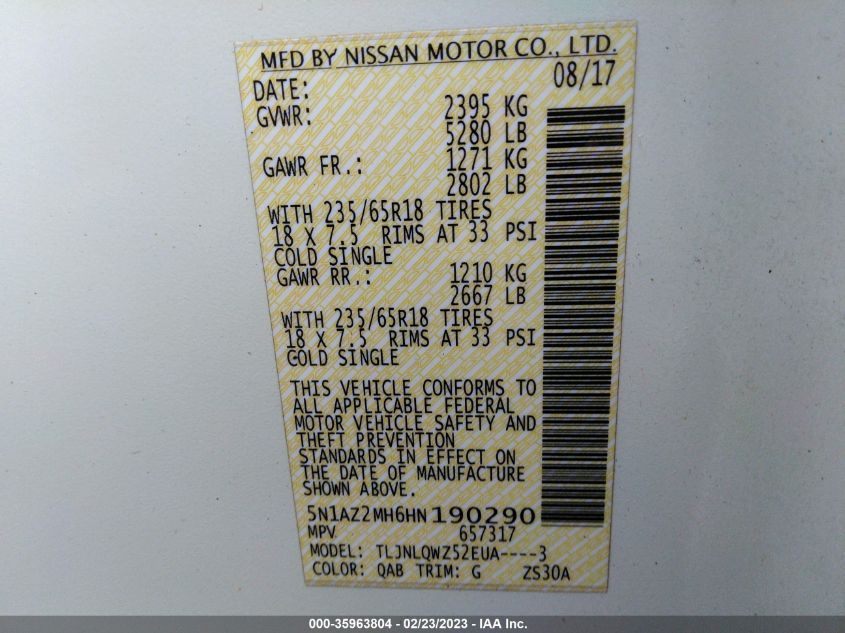 MFD BY NISSAN MOTOR CO., LTD.
DATE: 08/17
GVWR: 2395 KG
5280 LB
GAWR FR.: 1271 KG
2802 LB
WITH 235/65R18 TIRES
18 X 7.5 RIMS AT 33 PSI
COLD SINGLE
GAWR RR.: 1210 KG
2667 LB
WITH 235/65R18 TIRES
18 X 7.5 RIMS AT 33 PSI
COLD SINGLE
THIS VEHICLE CONFORMS TO
ALL APPLICABLE FEDERAL
MOTOR VEHICLE SAFETY AND
THEFT PREVENTION
STANDARDS IN EFFECT ON
THE DATE OF MANUFACTURE
SHOWN ABOVE.
5N1AZ2MH6HN190290
MPV 657317
MODEL: TLJNLQWZ52EUA----3
COLOR: QAB TRIM: G ZS30A
000-35963804 - 02/23/2023 - IAA Inc.